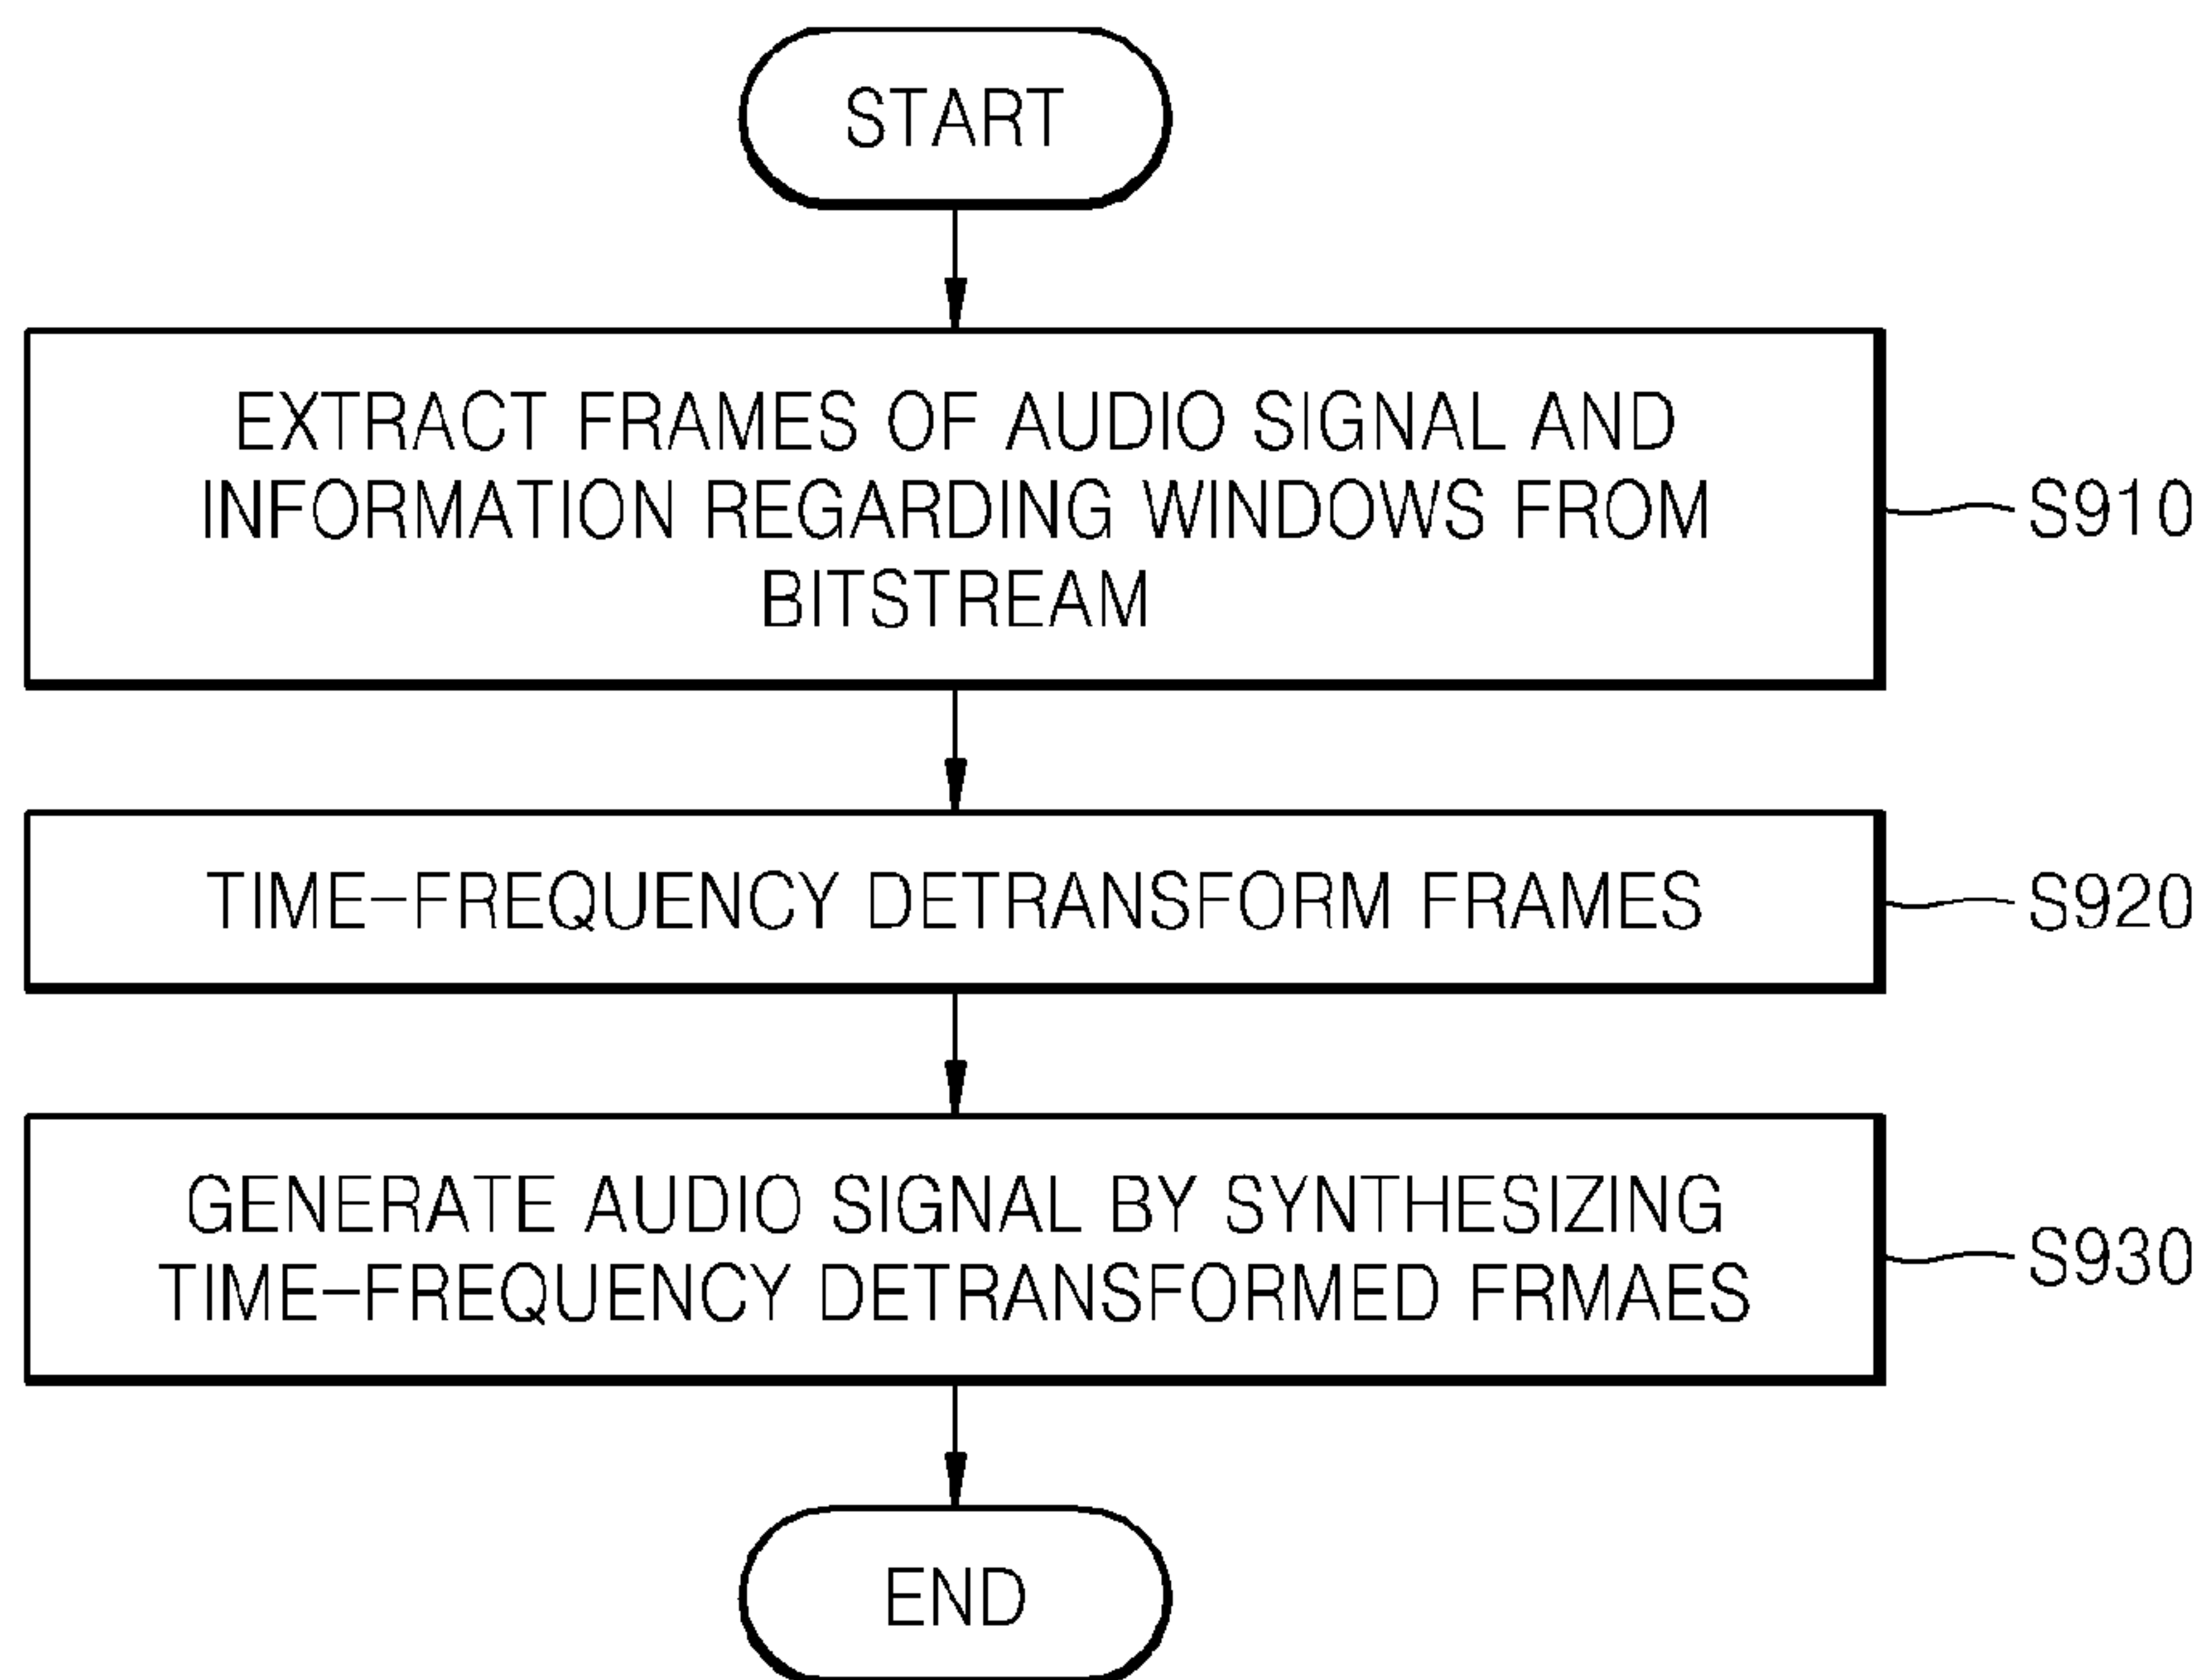 START
EXTRACT FRAMES OF AUDIO SIGNAL AND
INFORMATION REGARDING WINDOWS FROM
BITSTREAM
S910
TIME-FREQUENCY DETRANSFORM FRAMES
S920
GENERATE AUDIO SIGNAL BY SYNTHESIZING
TIME-FREQUENCY DETRANSFORMED FRMAES
S930
END